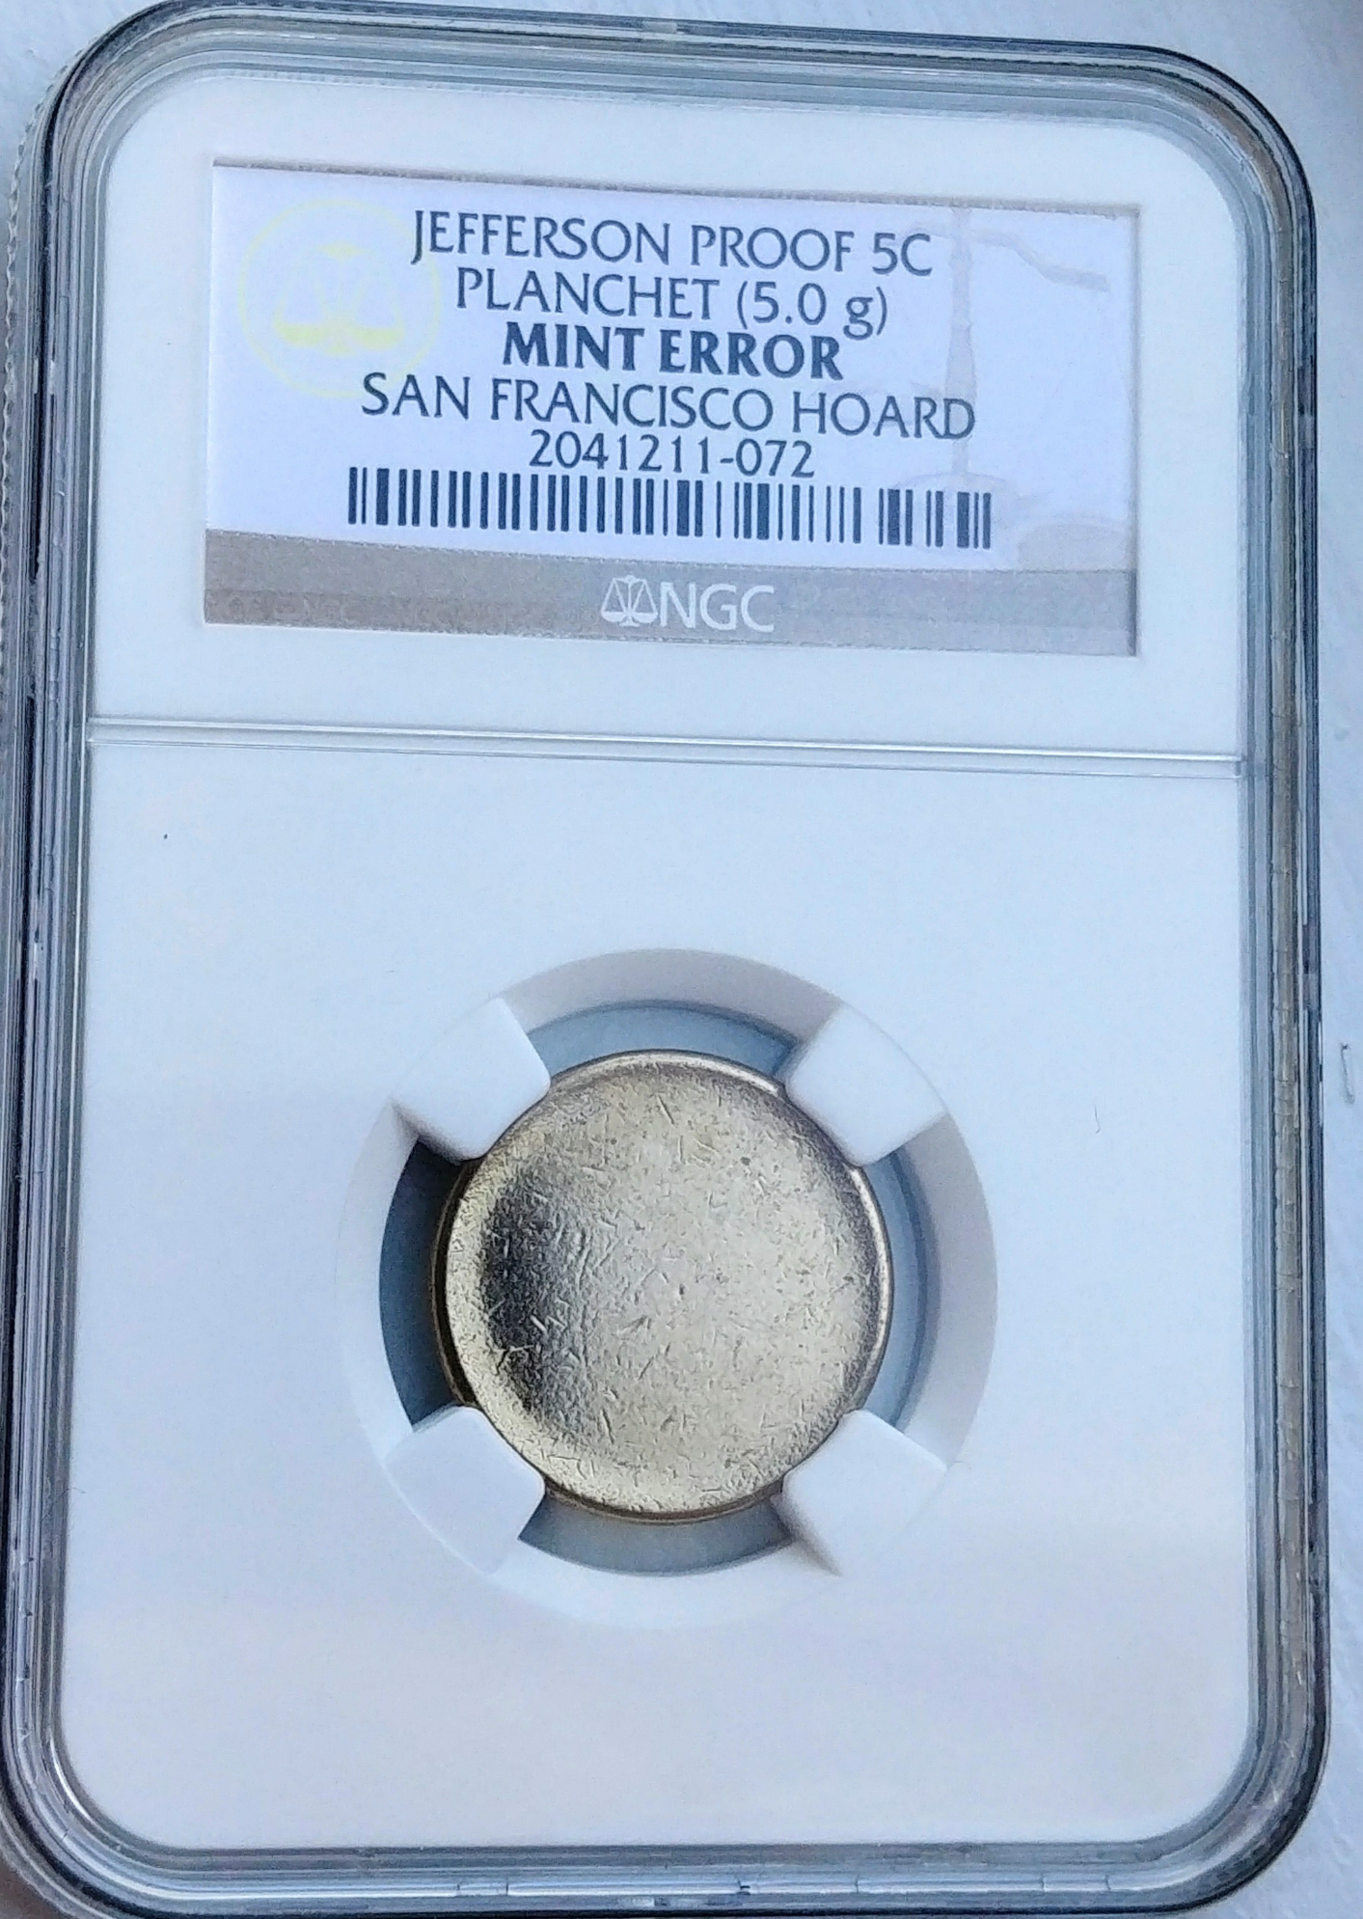 JEFFERSON PROOF 5C
PLANCHET (5.0 g)
MINT ERROR
SAN FRANCISCO HOARD
2041211-072
NGC